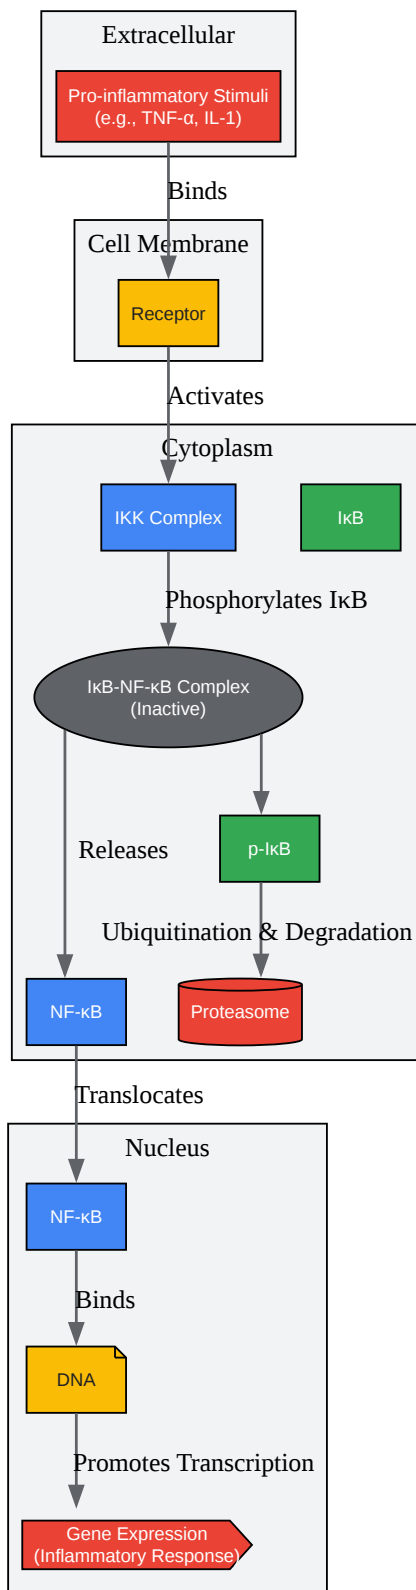 Extracellular
Pro-inflammatory Stimuli
(e.g., TNF-α, IL-1)
Binds
Cell Membrane
Receptor
Activates
Cytoplasm
IKK Complex
IκB
Phosphorylates IκB
IκB-NF-κB Complex
(Inactive)
p-IκB
Releases
Ubiquitination & Degradation
NF-κB
Proteasome
Translocates
Nucleus
NF-κB
Binds
DNA
Promotes Transcription
Gene Expression
(Inflammatory Response)